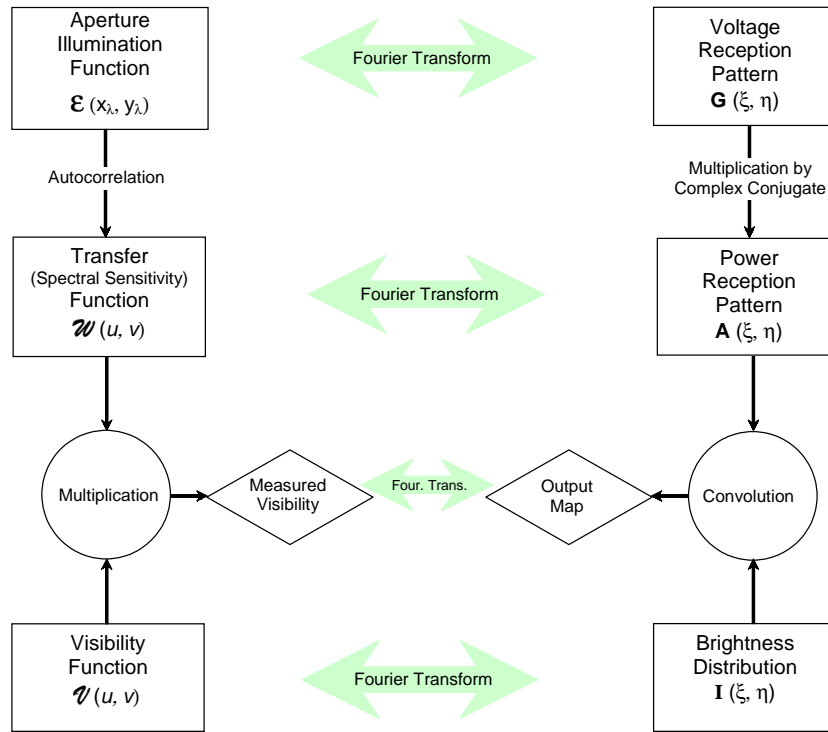 Aperture
Illumination
Function
ℰ (xλ, yλ)
Fourier Transform
Voltage
Reception
Pattern
G (ξ, η)
Autocorrelation
Multiplication by
Complex Conjugate
Transfer
(Spectral Sensitivity)
Function
𝒲 (u, v)
Fourier Transform
Power
Reception
Pattern
A (ξ, η)
Multiplication
Measured
Visibility
Four. Trans.
Output
Map
Convolution
Visibility
Function
𝒱 (u, v)
Fourier Transform
Brightness
Distribution
I (ξ, η)